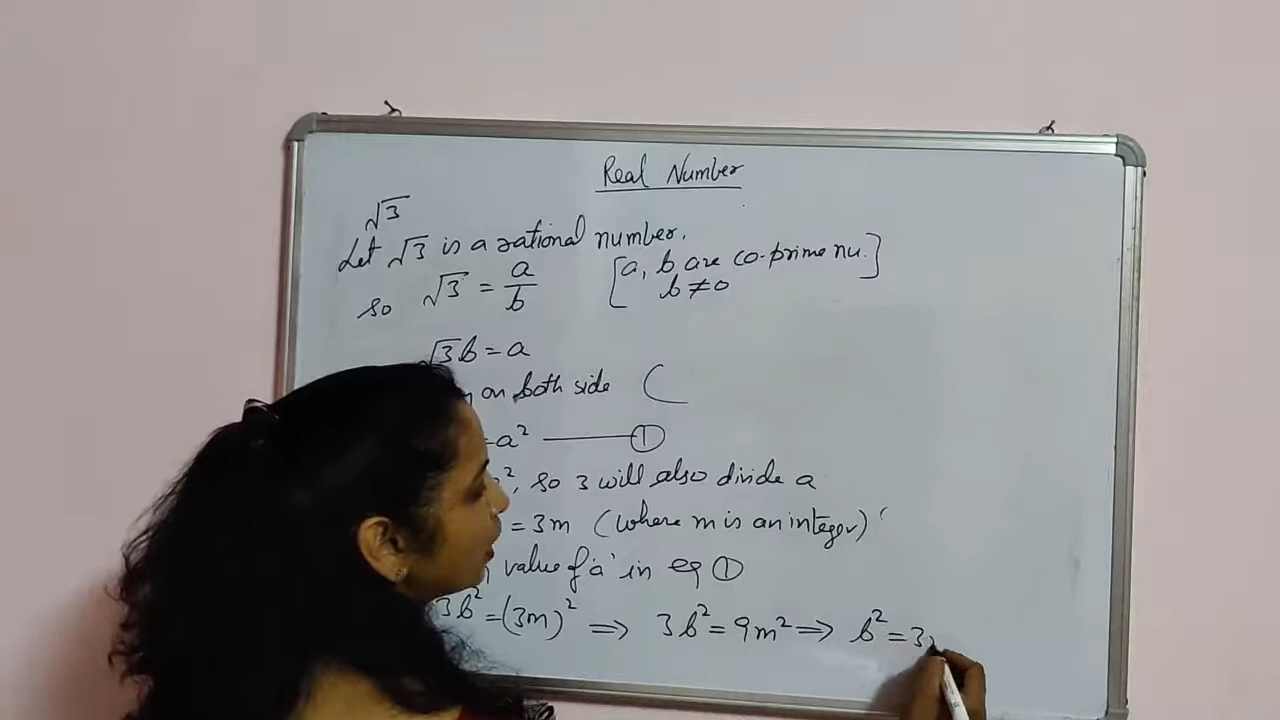 Real Number
√3
Let √3 is a rational number.
so √3 = a/b [a, b are co-prime nu.
b ≠ 0]
√3b = a
on both side (
a² ——— ①
², so 3 will also divide a
= 3m (where m is an integer)
value of 'a' in eq ①
3b² = (3m)² ⇒ 3b² = 9m² ⇒ b² = 3